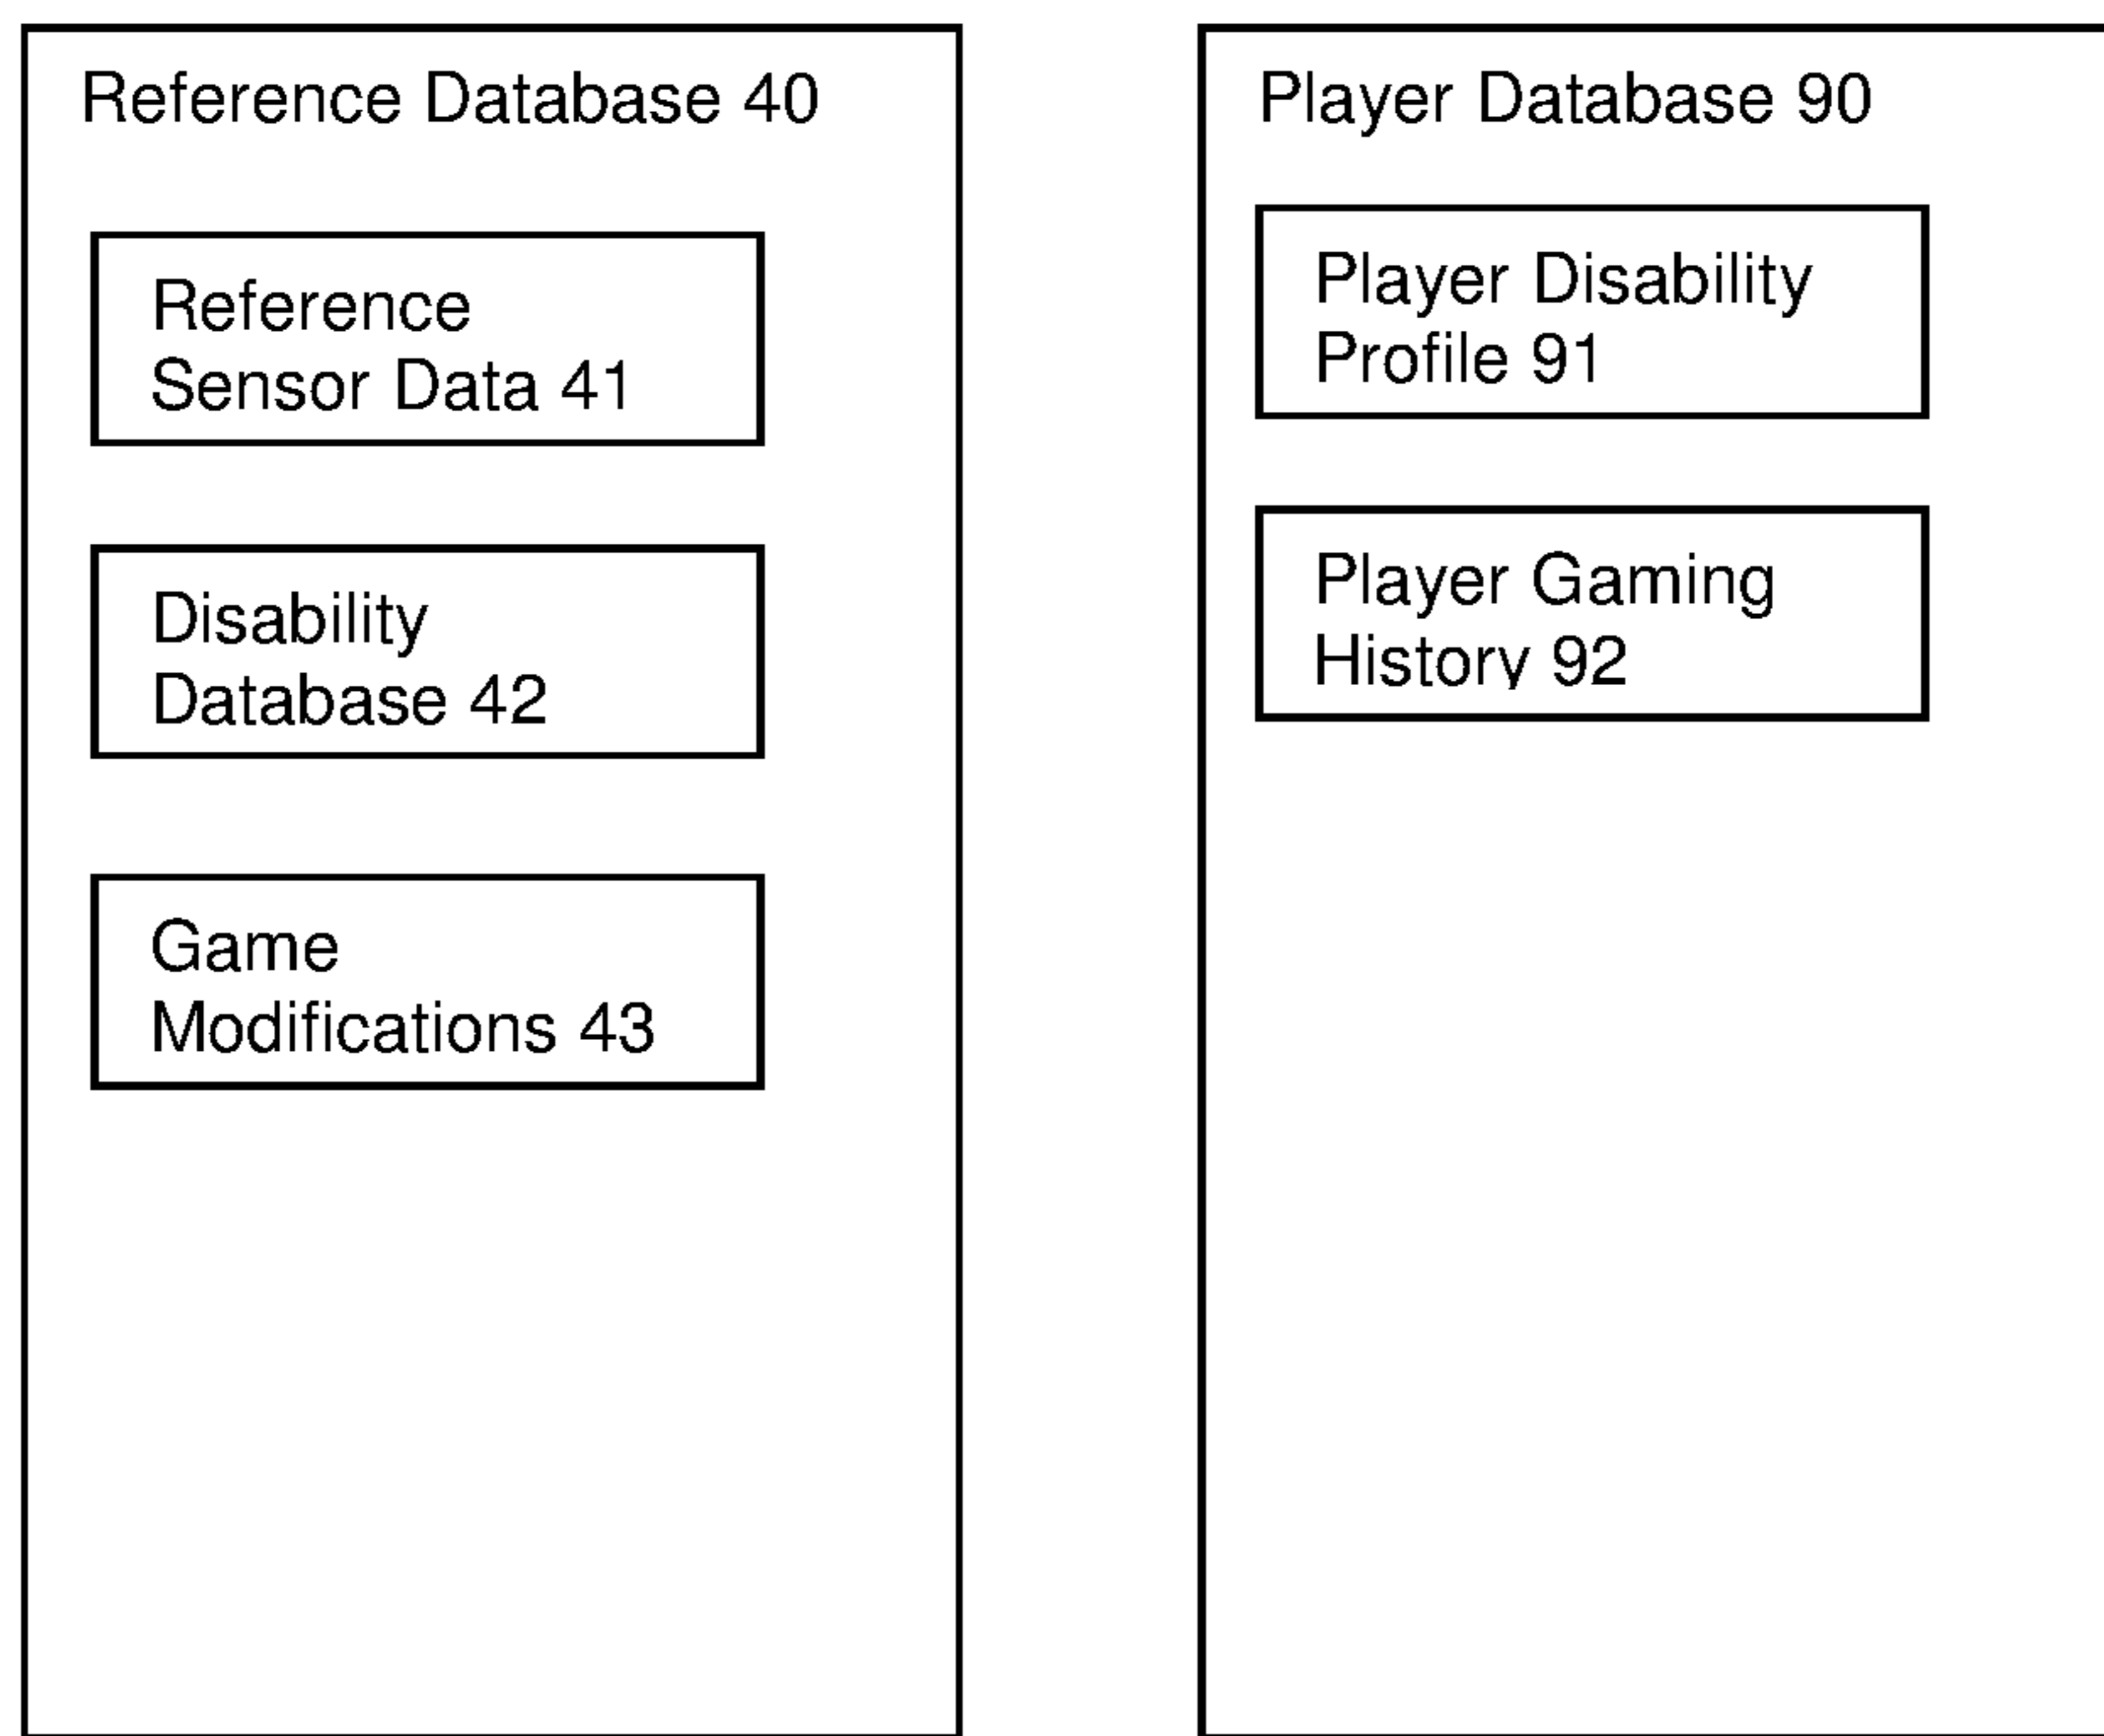 Reference Database 40
Reference
Sensor Data 41
Disability
Database 42
Game
Modifications 43
Player Database 90
Player Disability
Profile 91
Player Gaming
History 92